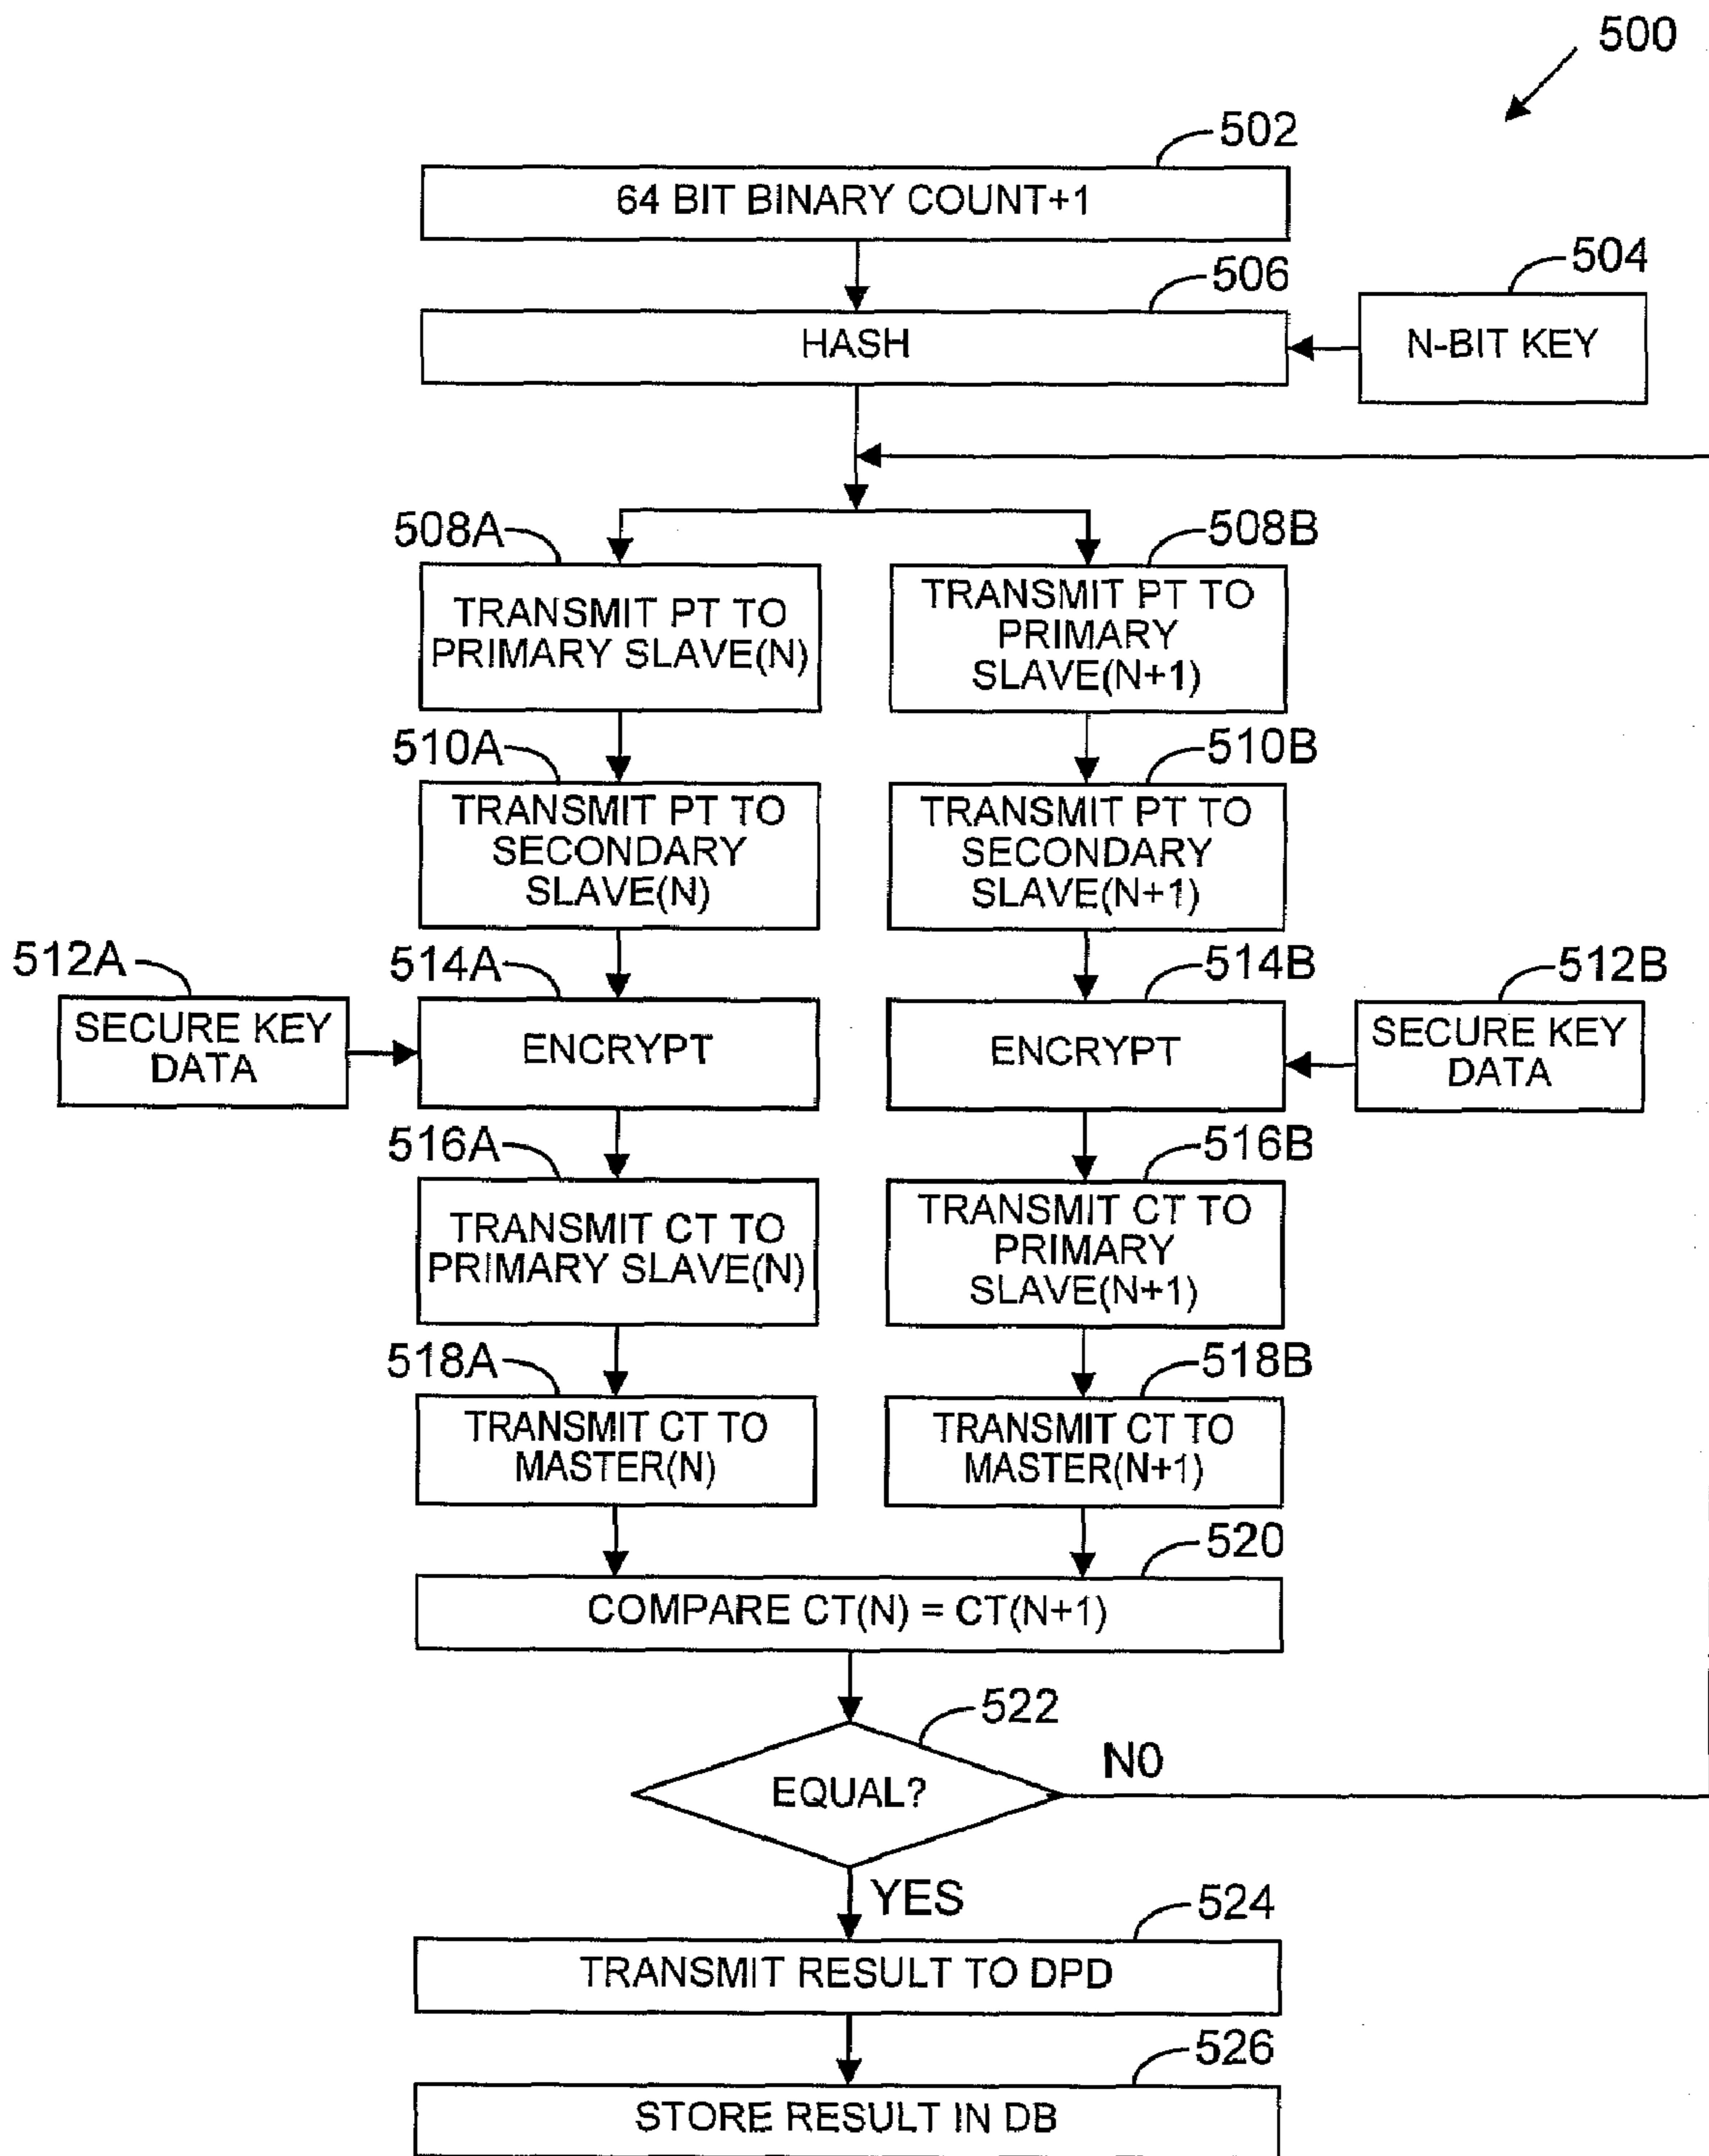 500
502
64 BIT BINARY COUNT+1
506
504
HASH
N-BIT KEY
508A
508B
TRANSMIT PT TO
PRIMARY SLAVE(N)
TRANSMIT PT TO
PRIMARY
SLAVE(N+1)
510A
510B
TRANSMIT PT TO
SECONDARY
SLAVE(N)
TRANSMIT PT TO
SECONDARY
SLAVE(N+1)
512A
514A
514B
512B
SECURE KEY
DATA
ENCRYPT
ENCRYPT
SECURE KEY
DATA
516A
516B
TRANSMIT CT TO
PRIMARY SLAVE(N)
TRANSMIT CT TO
PRIMARY
SLAVE(N+1)
518A
518B
TRANSMIT CT TO
MASTER(N)
TRANSMIT CT TO
MASTER(N+1)
520
COMPARE CT(N) = CT(N+1)
522
EQUAL?
N0
YES
524
TRANSMIT RESULT TO DPD
526
STORE RESULT IN DB